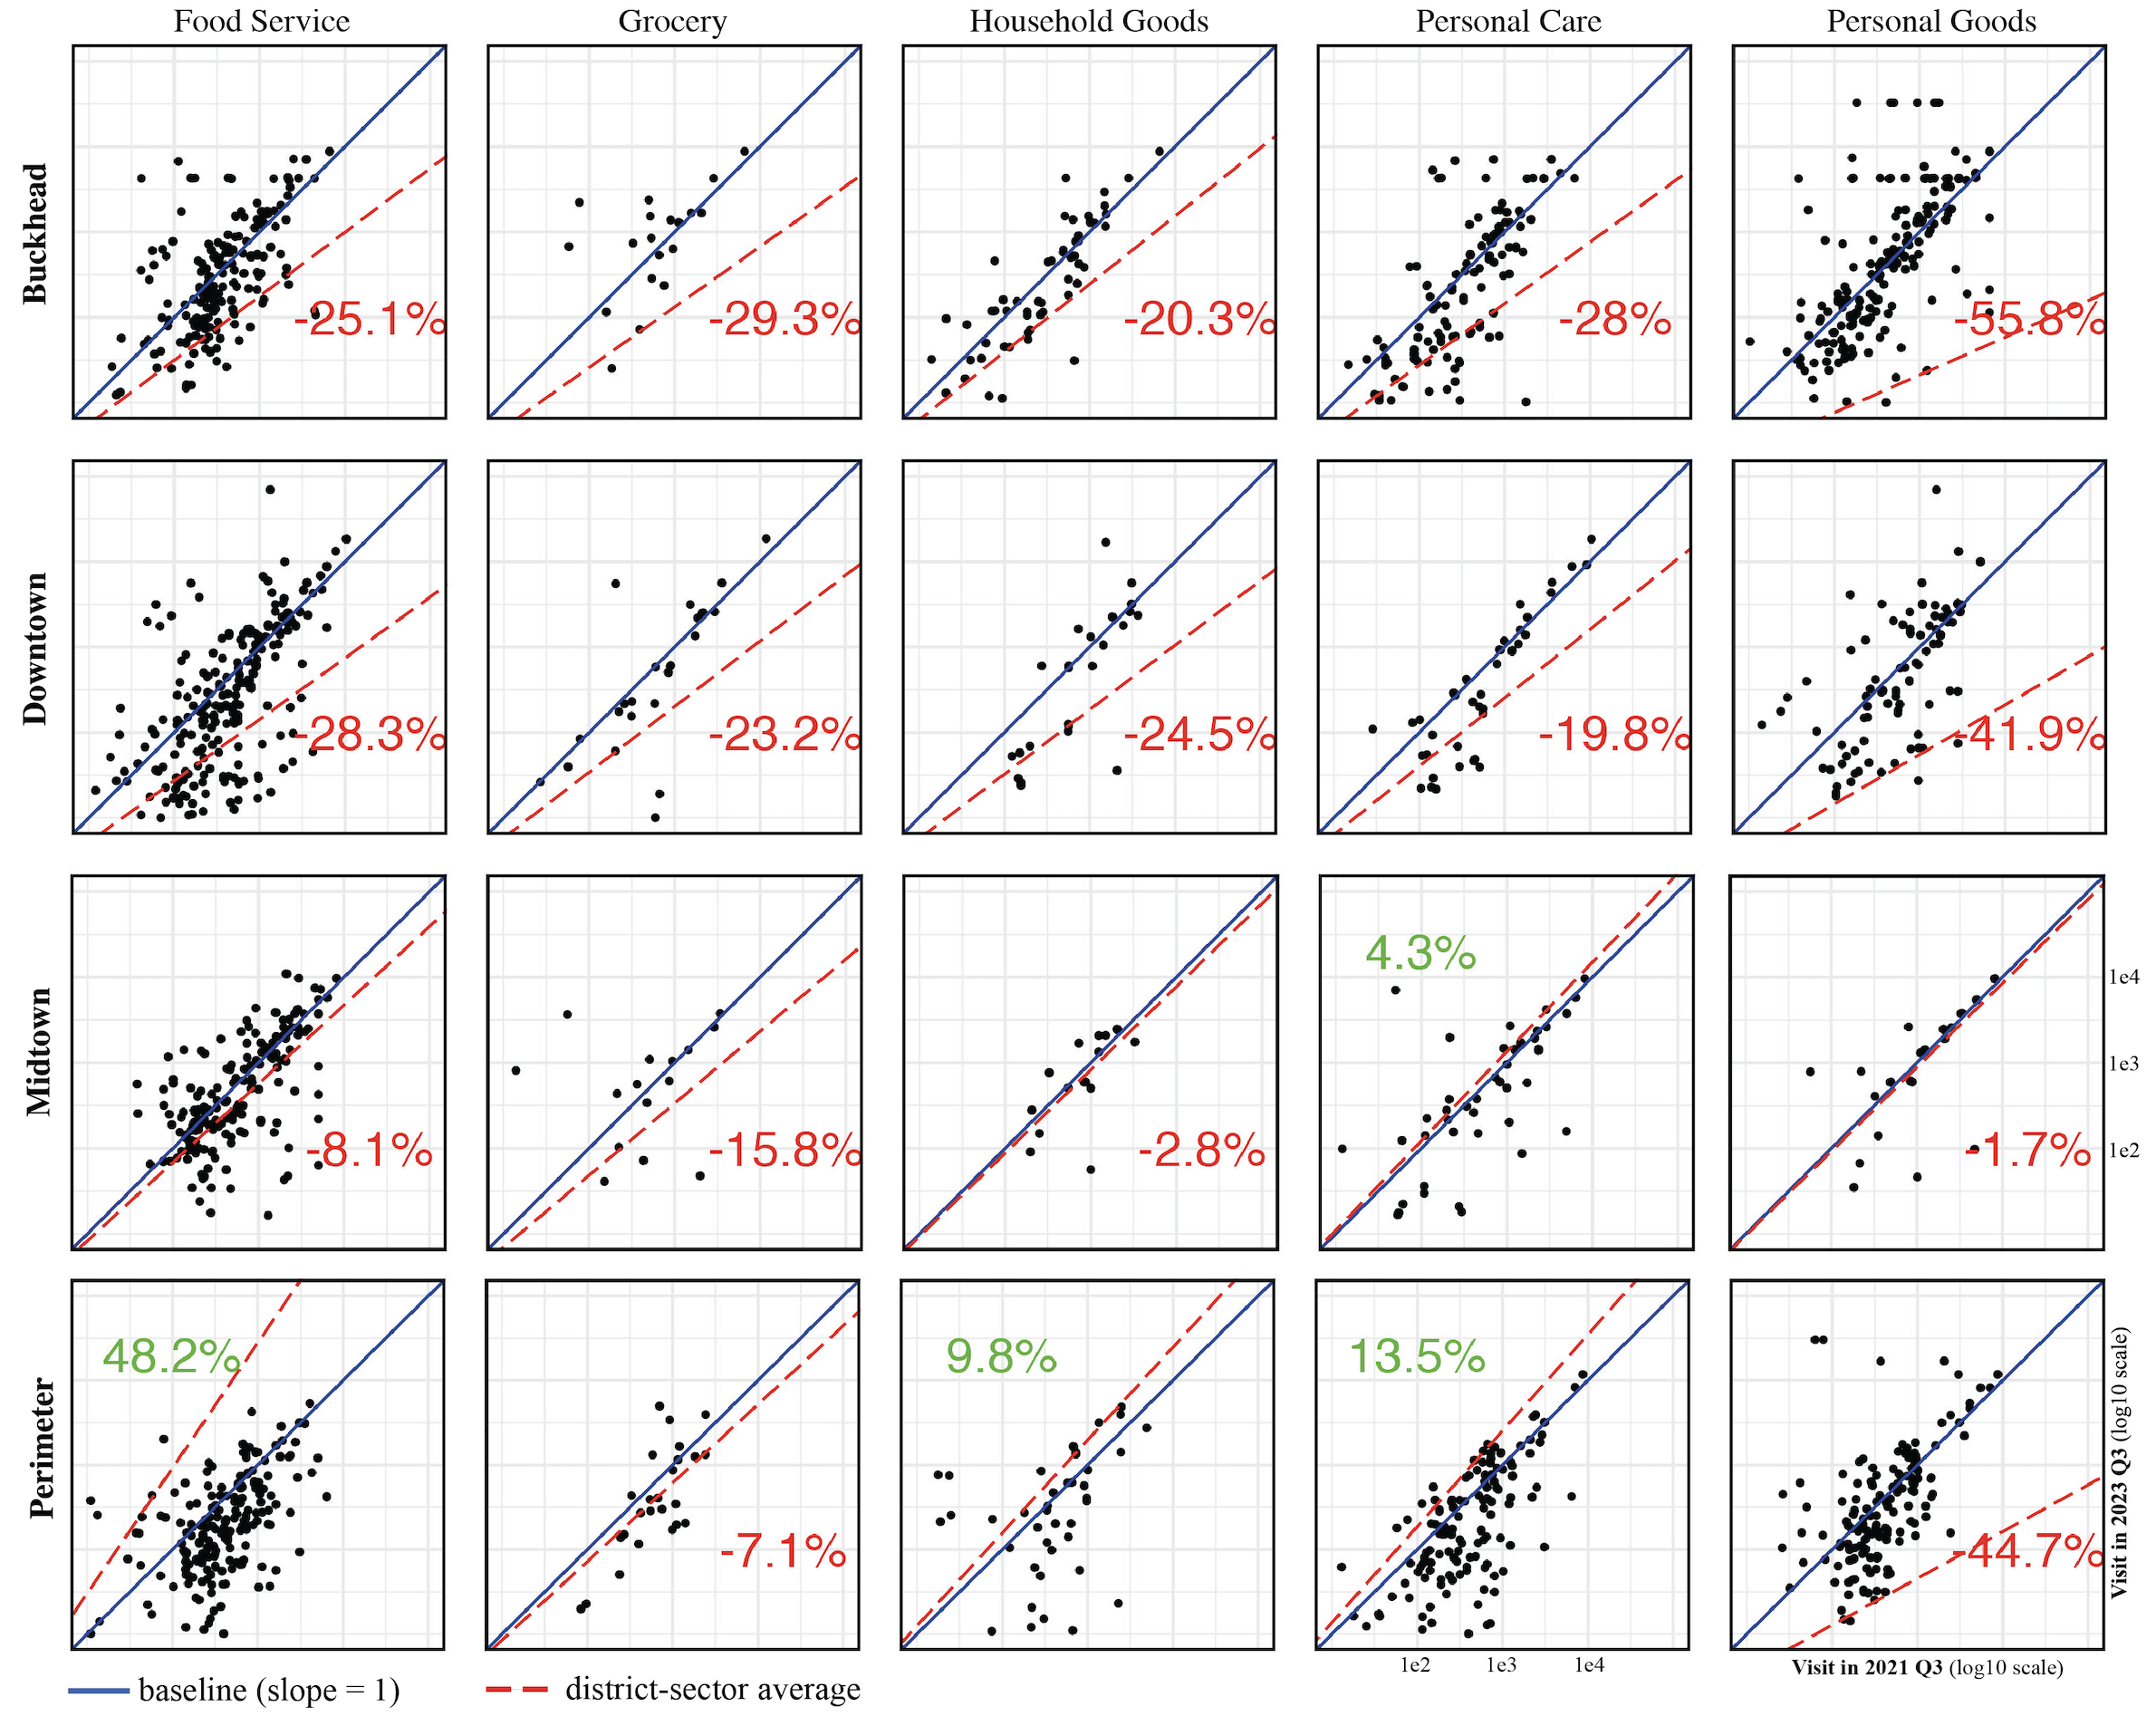 Food Service Grocery Household Goods Personal Care Personal Goods
Buckhead
-25.1% -29.3% -20.3% -28% -55.8%
Downtown
-28.3% -23.2% -24.5% -19.8% -41.9%
Midtown
4.3%
1e4
1e3
-8.1% -15.8% -2.8% -1.7% 1e2
Perimeter
48.2% 9.8% 13.5%
-7.1% -44.7%
Visit in 2023 Q3 (log10 scale)
1e2 1e3 1e4 Visit in 2021 Q3 (log10 scale)
baseline (slope = 1) district-sector average